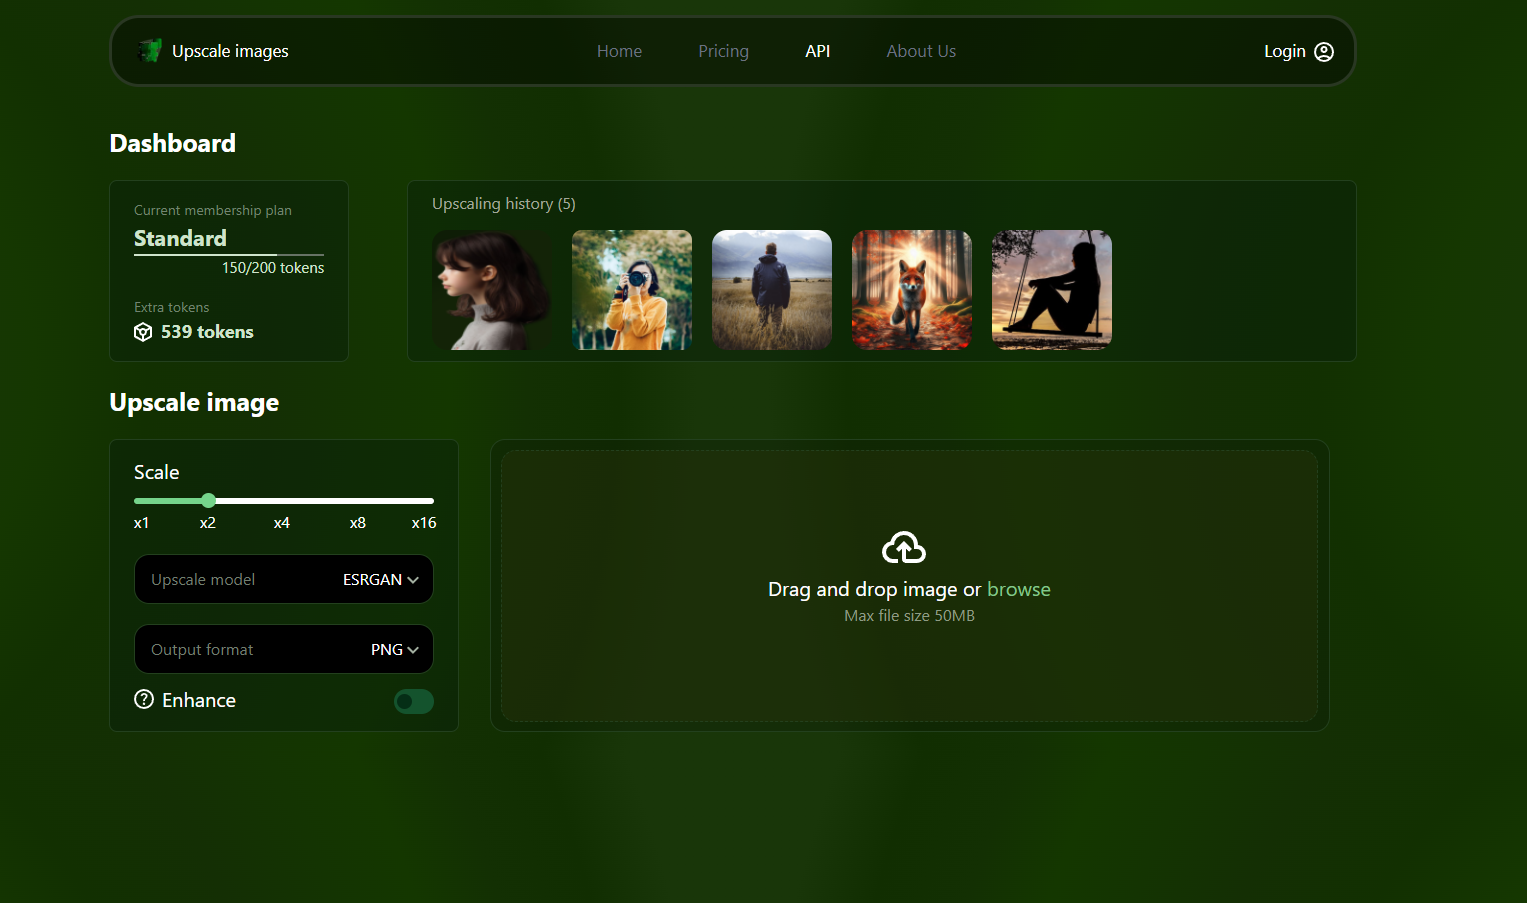 Upscale images
Home
Pricing
API
About Us
Login
Dashboard
Current membership plan
Standard
150/200 tokens
Extra tokens
539 tokens
Upscaling history (5)
Upscale image
Scale
x1 x2 x4 x8 x16
Upscale model ESRGAN
Output format PNG
Enhance
Drag and drop image or browse
Max file size 50MB